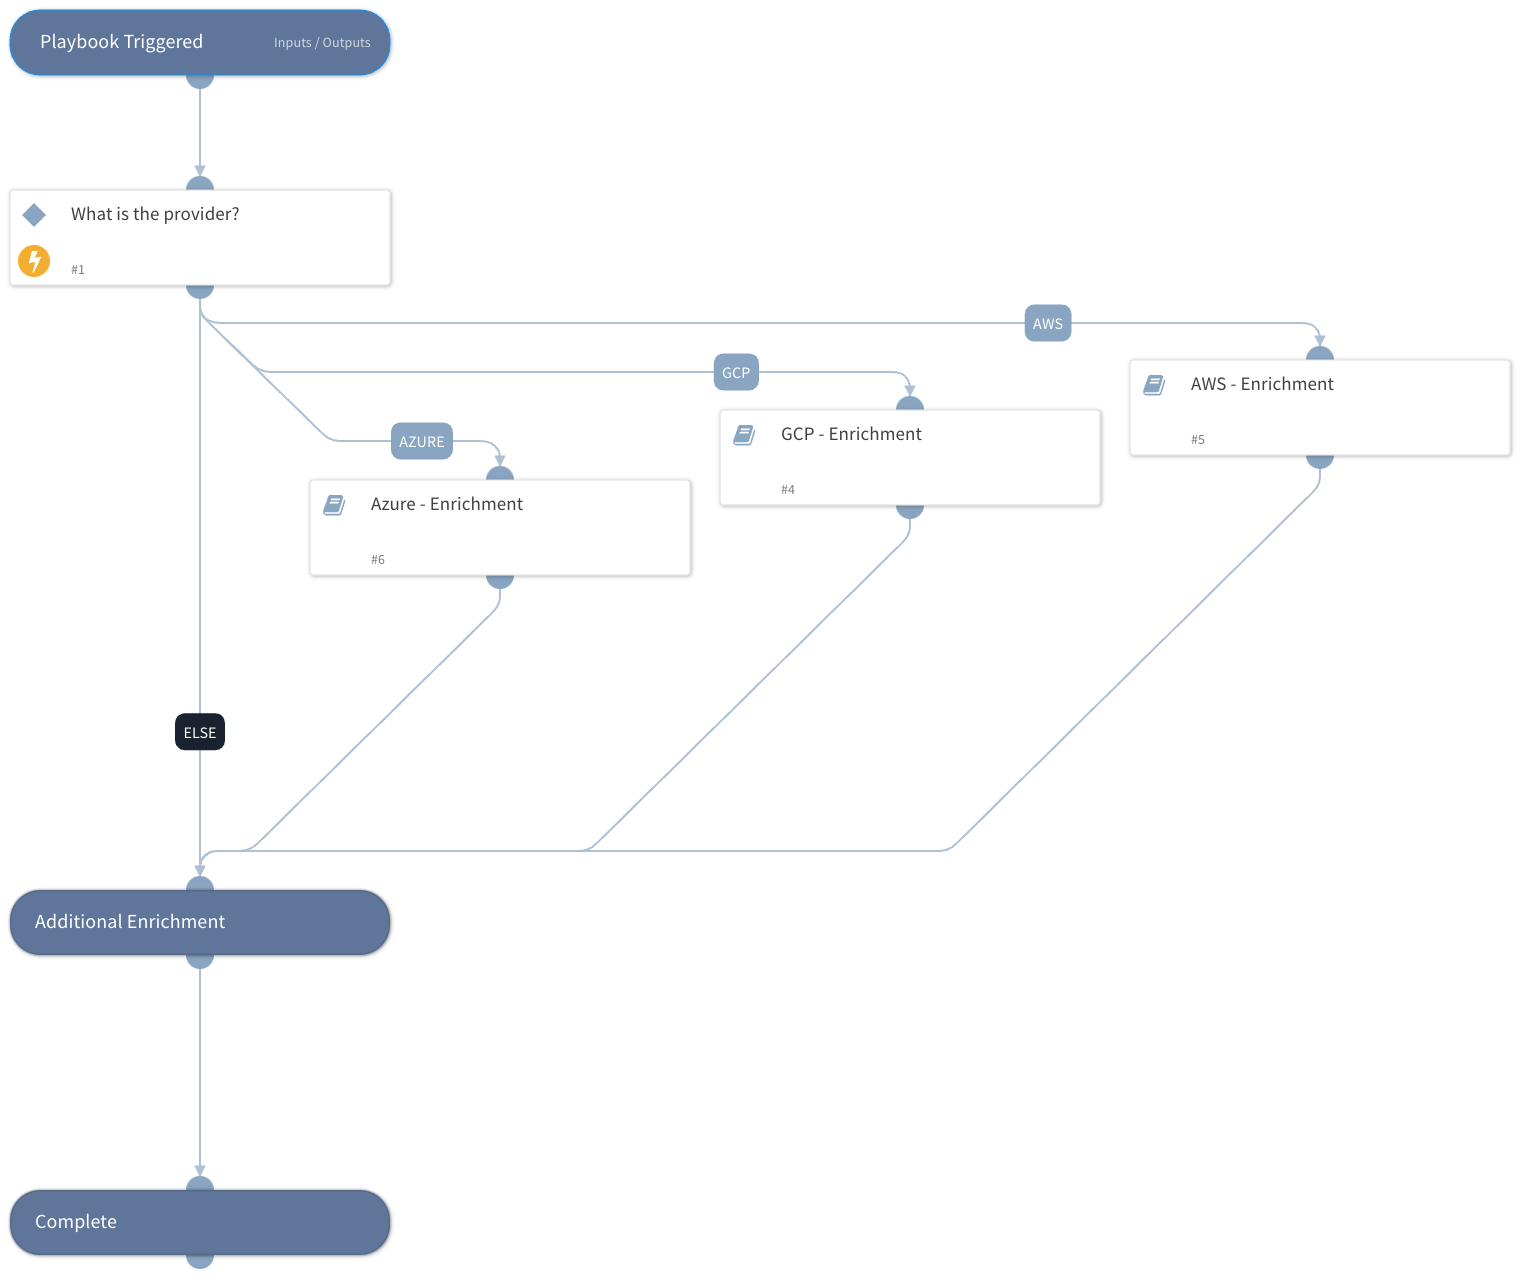 Playbook Triggered Inputs / Outputs
What is the provider?
#1
AWS
GCP
AWS - Enrichment
#5
AZURE
GCP - Enrichment
#4
Azure - Enrichment
#6
ELSE
Additional Enrichment
Complete